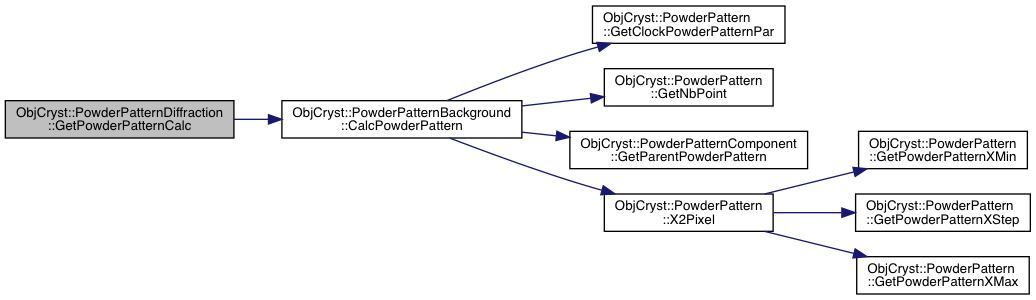 ObjCryst::PowderPatternDiffraction
::GetPowderPatternCalc
ObjCryst::PowderPatternBackground
::CalcPowderPattern
ObjCryst::PowderPattern
::GetClockPowderPatternPar
ObjCryst::PowderPattern
::GetNbPoint
ObjCryst::PowderPatternComponent
::GetParentPowderPattern
ObjCryst::PowderPattern
::X2Pixel
ObjCryst::PowderPattern
::GetPowderPatternXMin
ObjCryst::PowderPattern
::GetPowderPatternXStep
ObjCryst::PowderPattern
::GetPowderPatternXMax